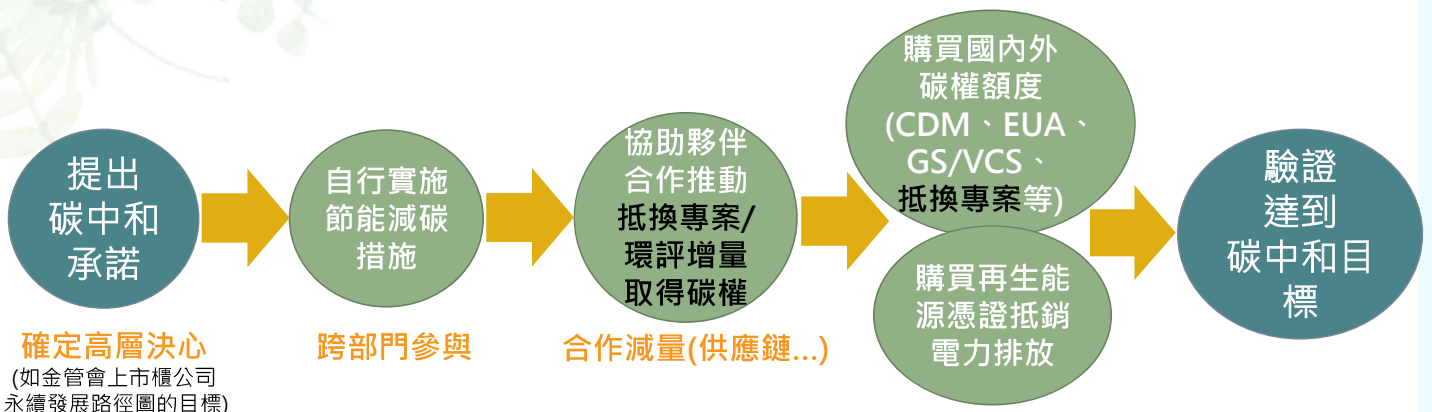 提出
碳中和
承諾
確定高層決心
(如金管會上市櫃公司
永續發展路徑圖的目標)
自行實施
節能減碳
措施
跨部門參與
協助夥伴
合作推動
抵換專案/
環評增量
取得碳權
合作減量(供應鏈...)
購買國內外
碳權額度
(CDM、EUA、
GS/VCS、
抵換專案等)
購買再生能
源憑證抵銷
電力排放
驗證
達到
碳中和目
標